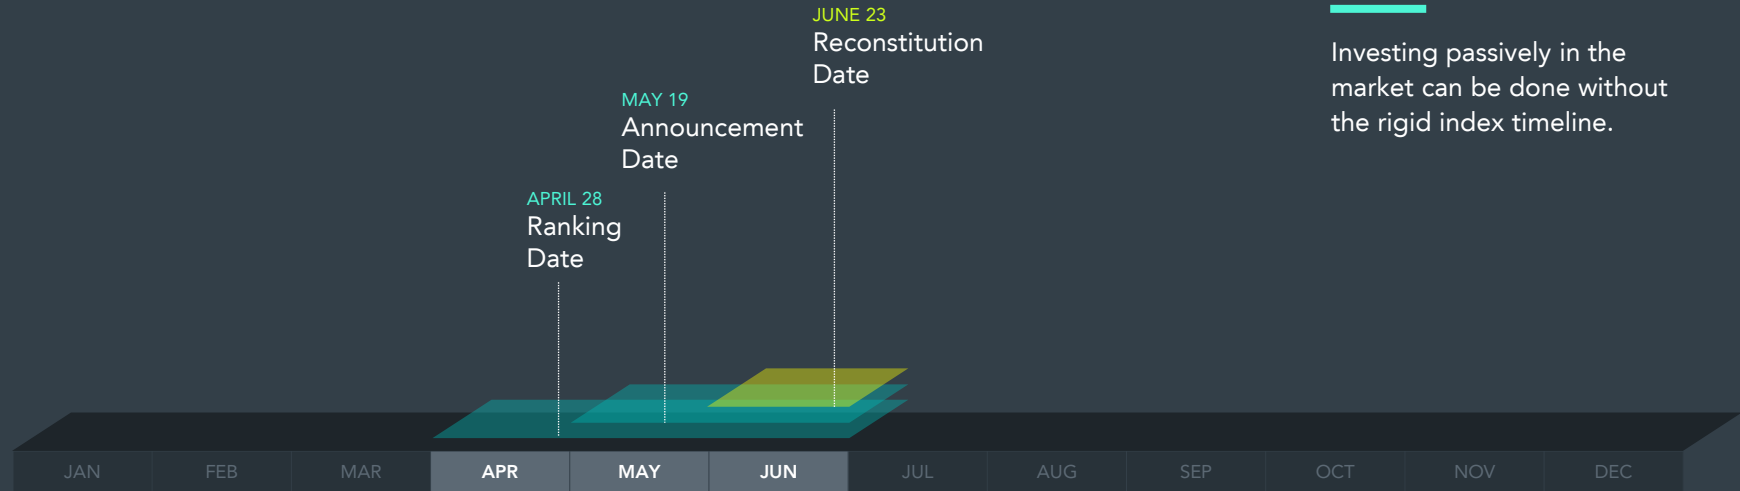 JUNE 23
Reconstitution
Date
MAY 19
Announcement
Date
APRIL 28
Ranking
Date
Investing passively in the
market can be done without
the rigid index timeline.
JAN FEB MAR APR MAY JUN JUL AUG SEP OCT NOV DEC